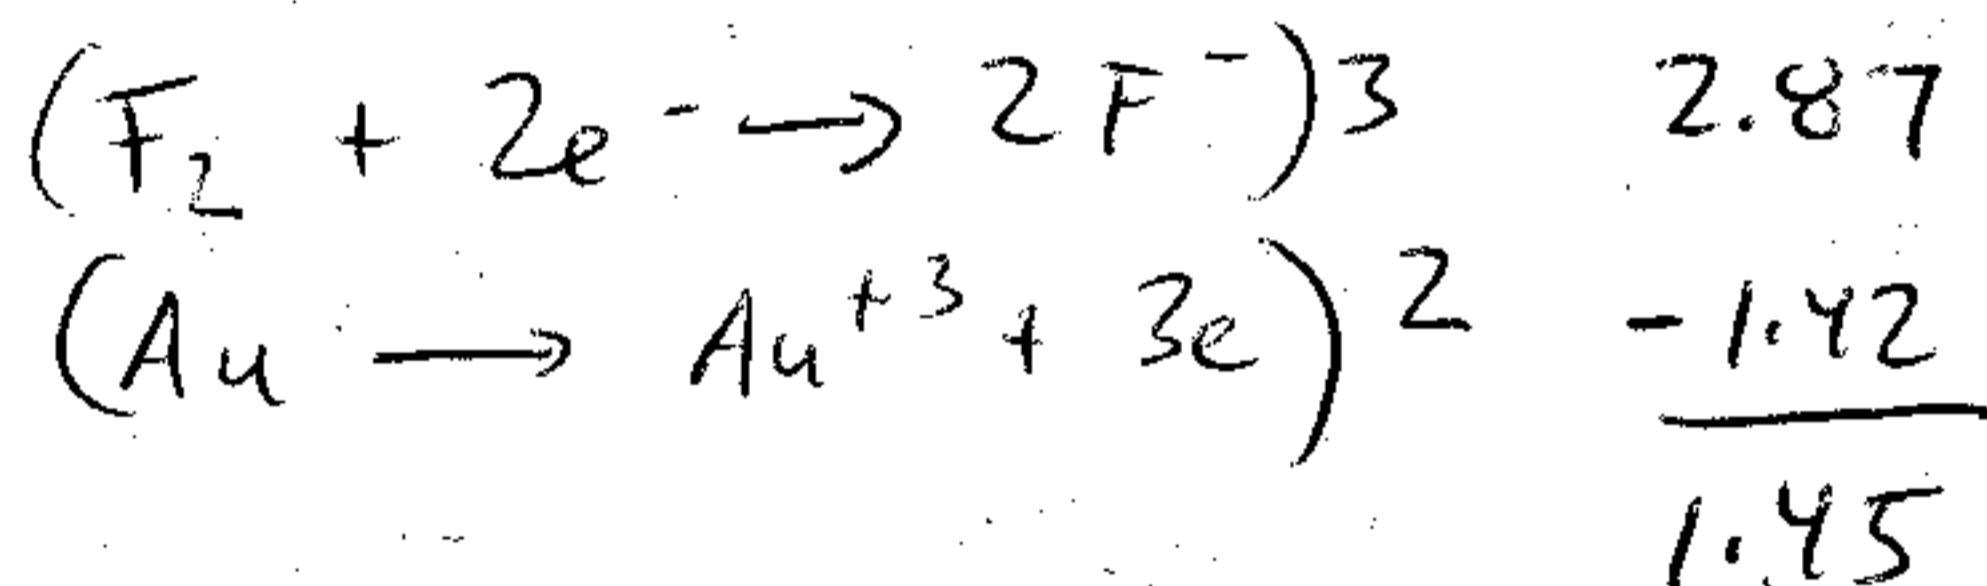 (F₂ + 2e⁻ → 2F⁻)3 2.87
(Au → Au⁺³ + 3e)2 -1.42
1.45